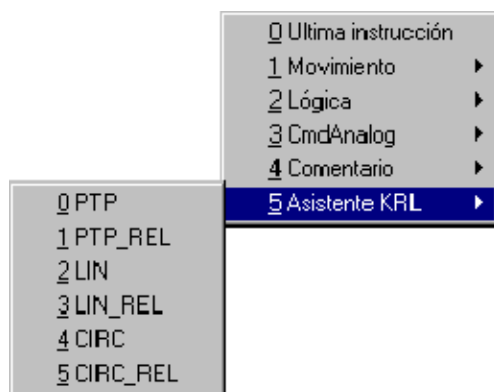 0 Ultima instrucción
1 Movimiento
2 Lógica
3 CmdAnalog
4 Comentario
5 Asistente KRL
0 PTP
1 PTP_REL
2 LIN
3 LIN_REL
4 CIRC
5 CIRC_REL